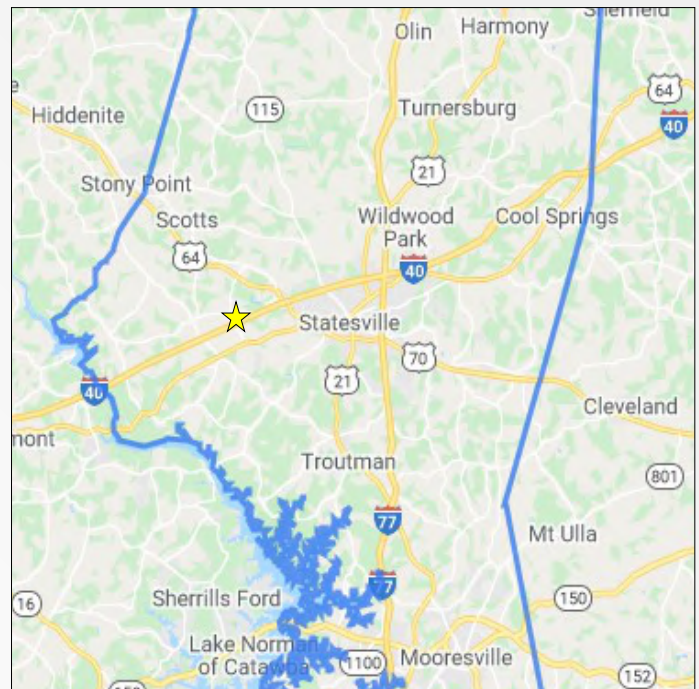 Olin
Harmony
64
115
Turnersburg
Hiddenite
40
21
Stony Point
Wildwood
Park
Cool Springs
Scotts
64
40
Statesville
70
21
40
Cleveland
mont
Troutman
801
77
Mt Ulla
77
Sherrills Ford
150
16
Lake Norman
of Catawba
1100
Mooresville
152